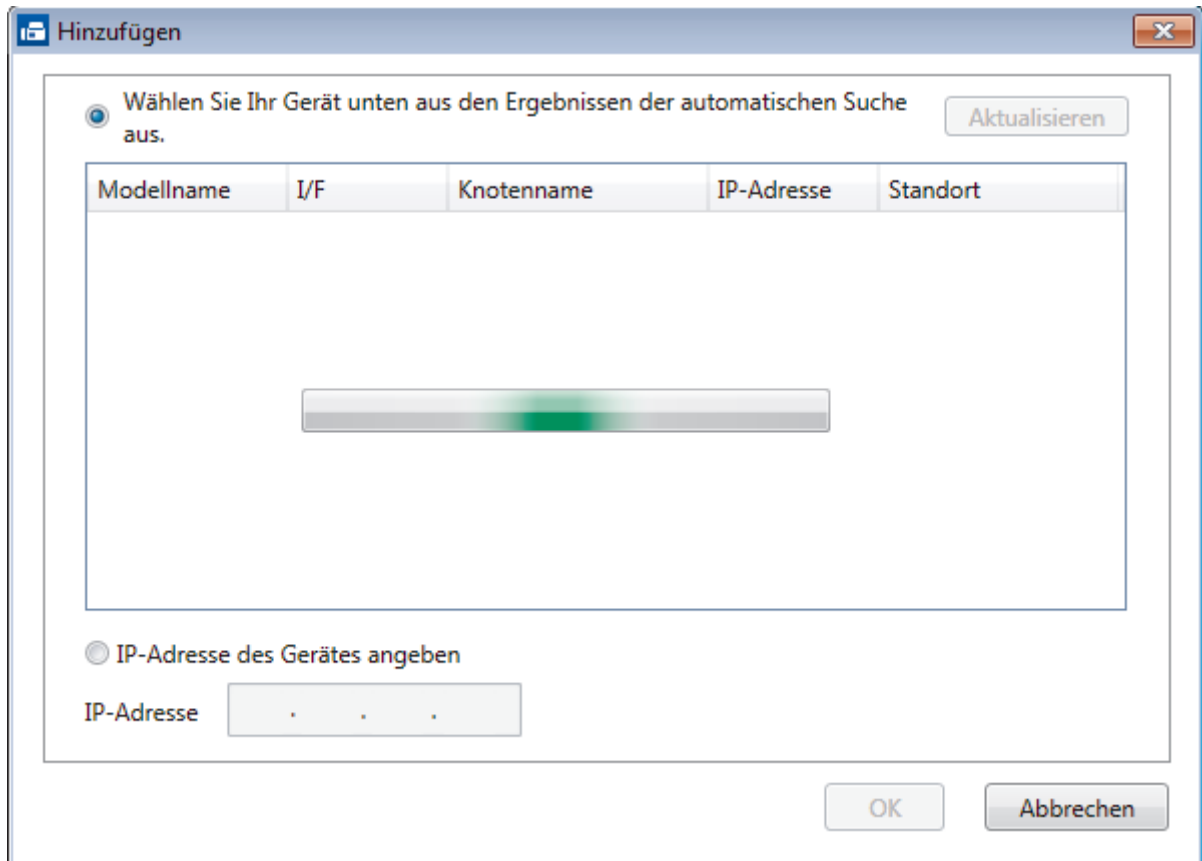 Hinzufügen
Wählen Sie Ihr Gerät unten aus den Ergebnissen der automatischen Suche
aus.
Aktualisieren
Modellname I/F Knotenname IP-Adresse Standort
IP-Adresse des Gerätes angeben
IP-Adresse . . .
OK Abbrechen